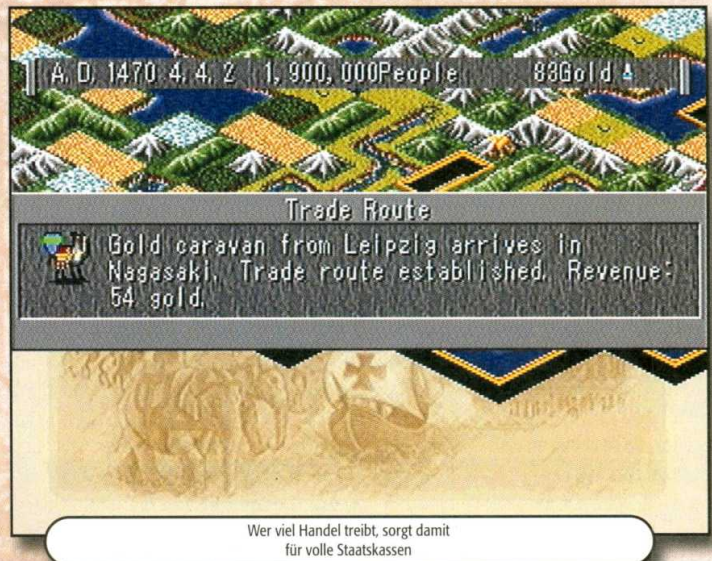 A.D. 1470 4.4.2 1,900,000People 83Gold
Trade Route
Gold caravan from Leipzig arrives in
Nagasaki. Trade route established. Revenue:
54 gold.
Wer viel Handel treibt, sorgt damit
für volle Staatskassen